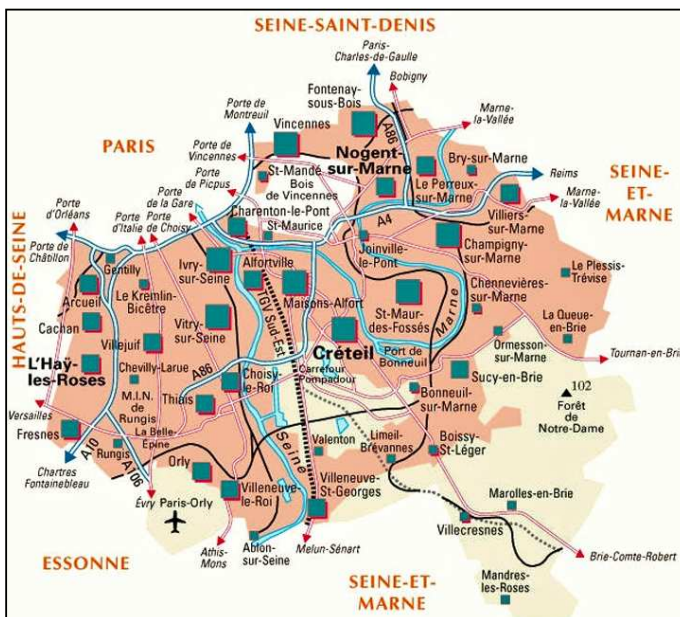 SEINE-SAINT-DENIS
Paris-
Charles-de-Gaulle
Bobigny
Fontenay-
sous-Bois
A86
Marne-
la-Vallée
Porte de
Montreuil
Vincennes
PARIS
Porte de
Vincennes
Nogent-
sur-Marne
Bry-sur-Marne
Reims
St-Mandé
Bois
de Vincennes
Le Perreux-
sur-Marne
SEINE-
ET-
MARNE
Porte
de Picpus
Porte
de la Gare
Marne-
la-Vallée
Villiers-
sur-Marne
Porte
d'Orléans
Porte
d'Italie
Porte
de Choisy
Charenton-le-Pont
St-Maurice
A4
Joinville-
le-Pont
Champigny-
sur-Marne
HAUTS-DE-SEINE
Porte de
Châtillon
Gentilly
Ivry-
sur-Seine
Alfortville
Le Plessis-
Trévise
Arcueil
Le Kremlin-
Bicêtre
TGV Sud-Est
Maisons-Alfort
St-Maur-
des-Fossés
Marne
Chennevières-
sur-Marne
Cachan
Vitry-
sur-Seine
La Queue-
en-Brie
Villejuif
Créteil
Port de
Bonneuil
Ormesson-
sur-Marne
L'Haÿ-
les-Roses
Chevilly-Larue
A86
Choisy-
le-Roi
Carrefour
Pompadour
Sucy-en-Brie
Tournan-en-Brie
M.I.N.
de
Rungis
Thiais
Bonneuil-
sur-Marne
102
Forêt
de
Notre-Dame
Versailles
La Belle-
Épine
Fresnes
A10
Rungis
A106
Seine
Valenton
Limeil-
Brévannes
Boissy-
St-Léger
Chartres
Fontainebleau
Orly
Villeneuve-
le-Roi
Villeneuve-
St-Georges
Évry
Paris-Orly
Marolles-en-Brie
Villecresnes
ESSONNE
Athis-
Mons
Ablon-
sur-Seine
Melun-Sénart
Brie-Comte-Robert
SEINE-ET-
MARNE
Mandres-
les-Roses